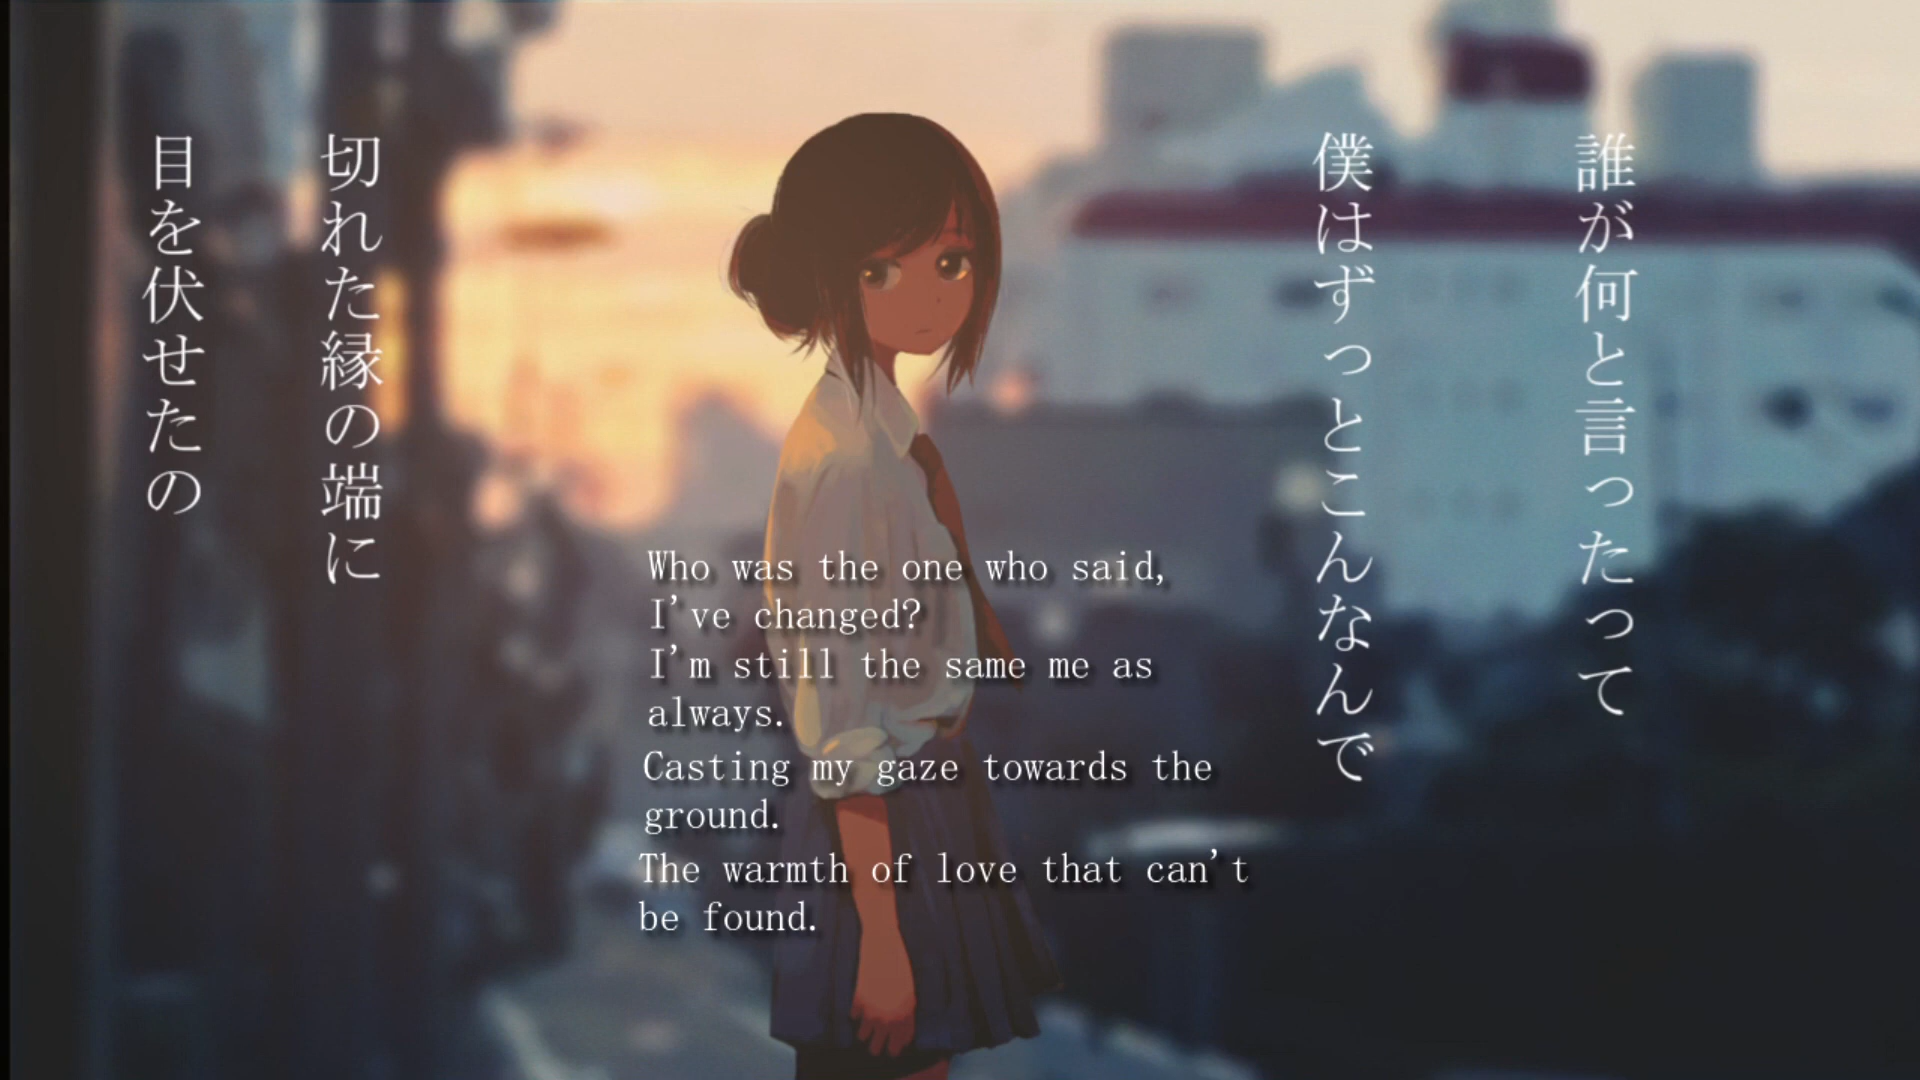 誰が何と言ったって
僕はずっとこんなんで
切れた縁の端に
目を伏せたの
Who was the one who said,
I've changed?
I'm still the same me as
always.
Casting my gaze towards the
ground.
The warmth of love that can't
be found.